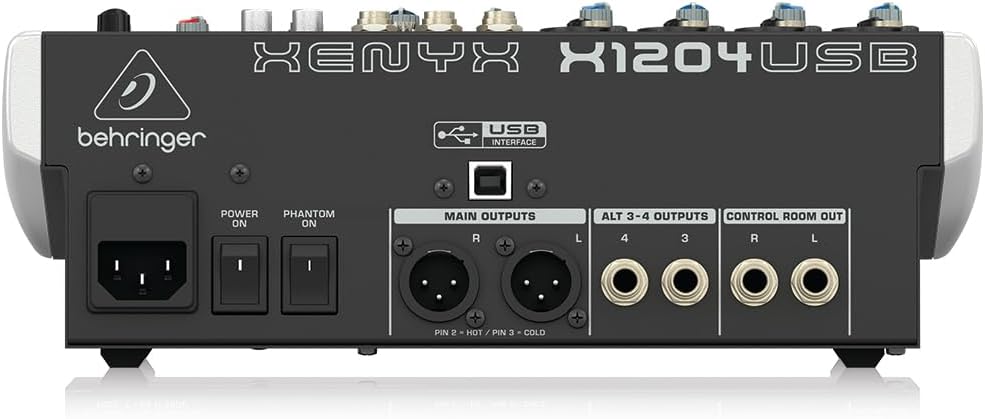 XENYX X1204USB
behringer
USB
INTERFACE
POWER
ON
PHANTOM
ON
MAIN OUTPUTS
ALT 3-4 OUTPUTS
CONTROL ROOM OUT
R
L
4
3
R
L
PIN 2 = HOT / PIN 3 = COLD